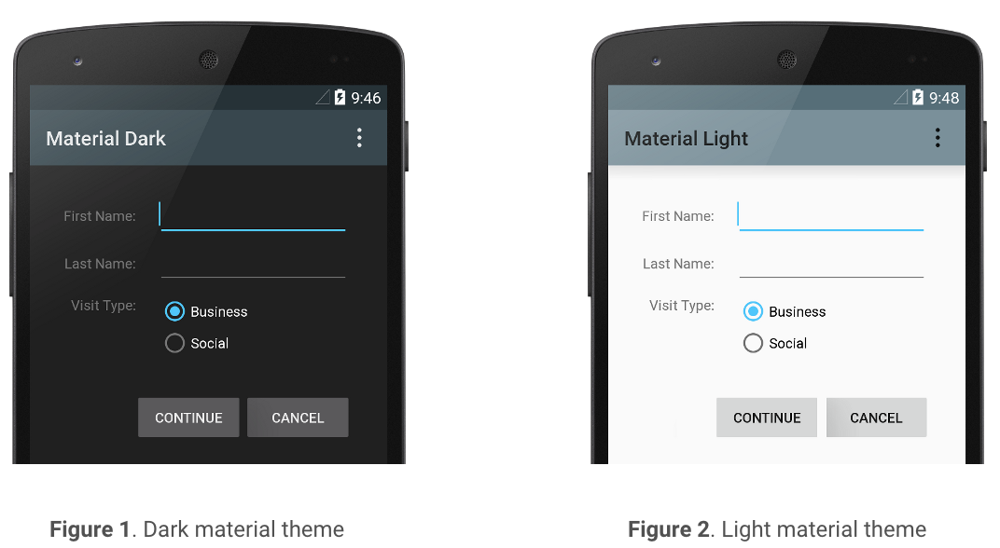 9:46
Material Dark
First Name:
Last Name:
Visit Type:
Business
Social
CONTINUE CANCEL
Figure 1. Dark material theme
9:48
Material Light
First Name:
Last Name:
Visit Type:
Business
Social
CONTINUE CANCEL
Figure 2. Light material theme